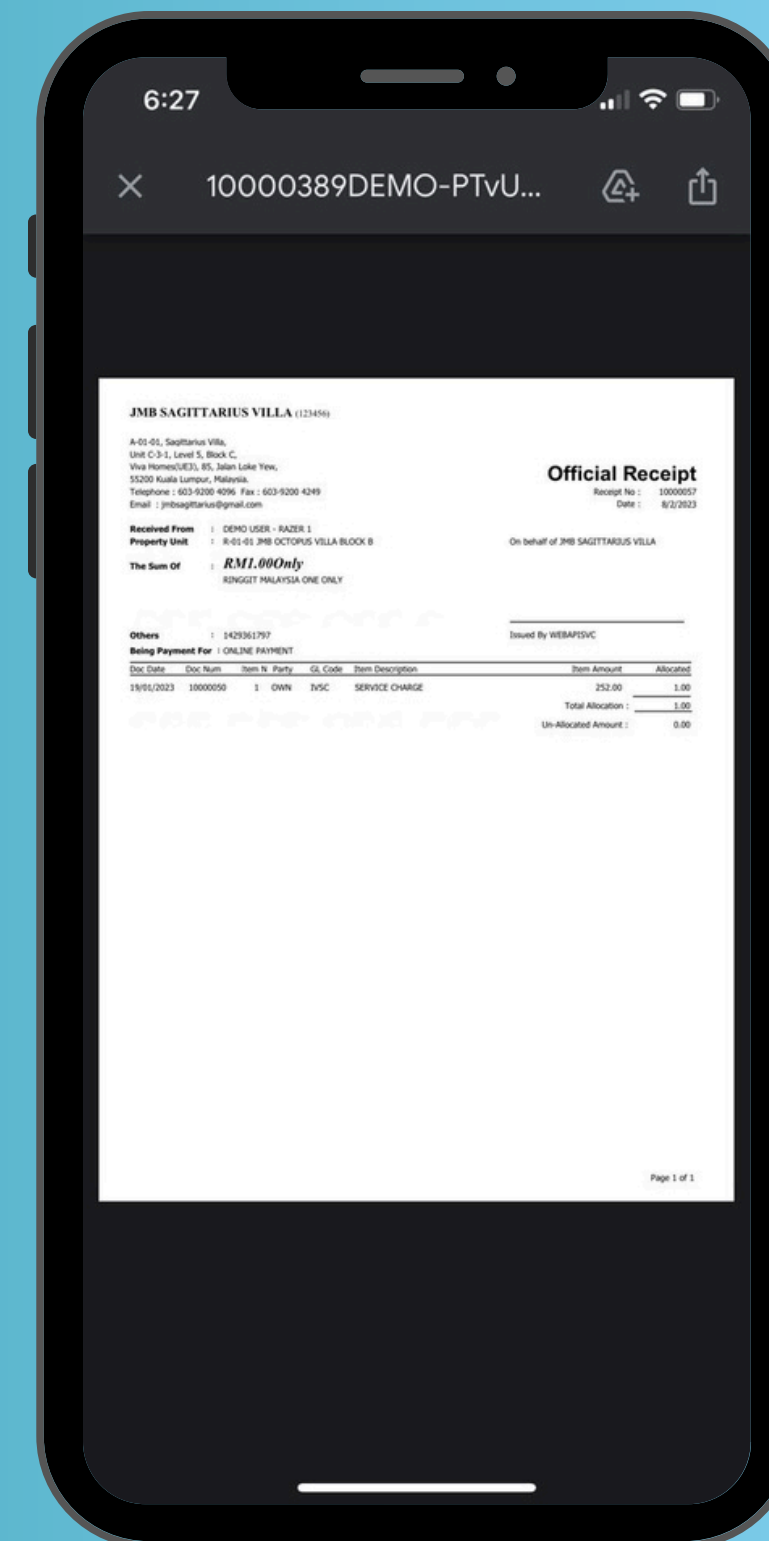 6:27
10000389DEMO-PTvU...
JMB SAGITTARIUS VILLA (123456)
A-01-01, Sagittarius Villa,
Unit C-3-1, Level 5, Block C,
Viva Homes(UE3), 85, Jalan Loke Yew,
55200 Kuala Lumpur, Malaysia.
Telephone : 603-9200 4096 Fax : 603-9200 4249
Email : jmbsagittarius@gmail.com
Official Receipt
Receipt No : 10000057
Date : 8/2/2023
Received From : DEMO USER - RAZER 1
Property Unit : R-01-01 JMB OCTOPUS VILLA BLOCK B
On behalf of JMB SAGITTARIUS VILLA
The Sum Of : RM1.00Only
RINGGIT MALAYSIA ONE ONLY
Others : 1429361797
Issued By WEBAPISVC
Being Payment For : ONLINE PAYMENT
Doc Date Doc Num Item N Party GL Code Item Description Item Amount Allocated
19/01/2023 10000050 1 OWN IVSC SERVICE CHARGE 252.00 1.00
Total Allocation : 1.00
Un-Allocated Amount : 0.00
Page 1 of 1